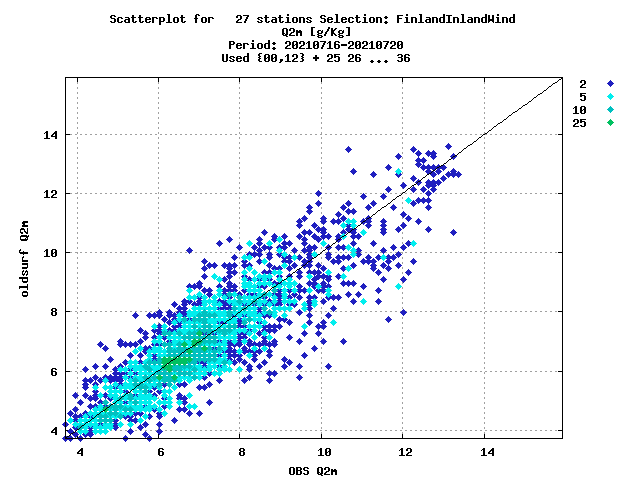 Scatterplot for 27 stations Selection: FinlandInlandWind
Q2m [g/Kg]
Period: 20210716-20210720
Used {00,12} + 25 26 ... 36
2
5
10
25
14
12
10
8
6
4
oldsurf Q2m
4 6 8 10 12 14
OBS Q2m